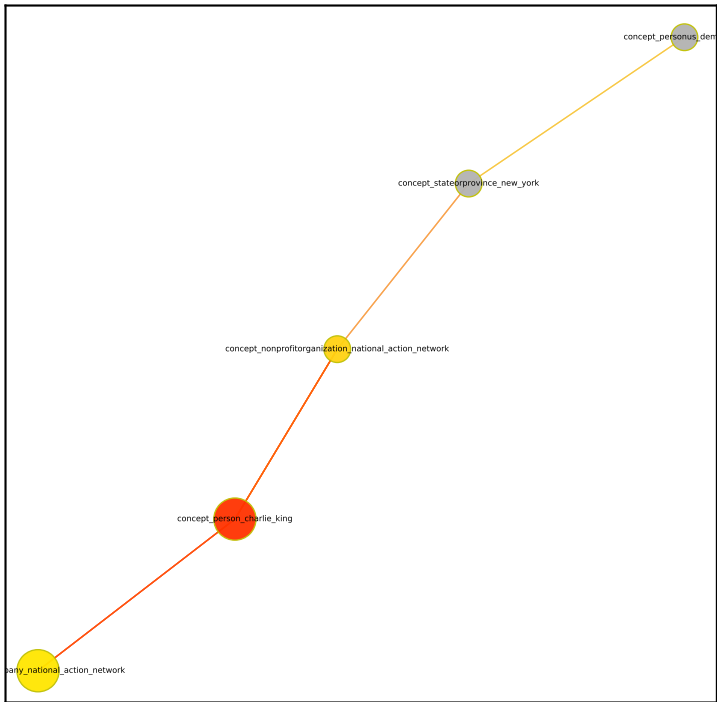 concept_personus_dem
concept_stateorprovince_new_york
concept_nonprofitorganization_national_action_network
concept_person_charlie_king
pany_national_action_network